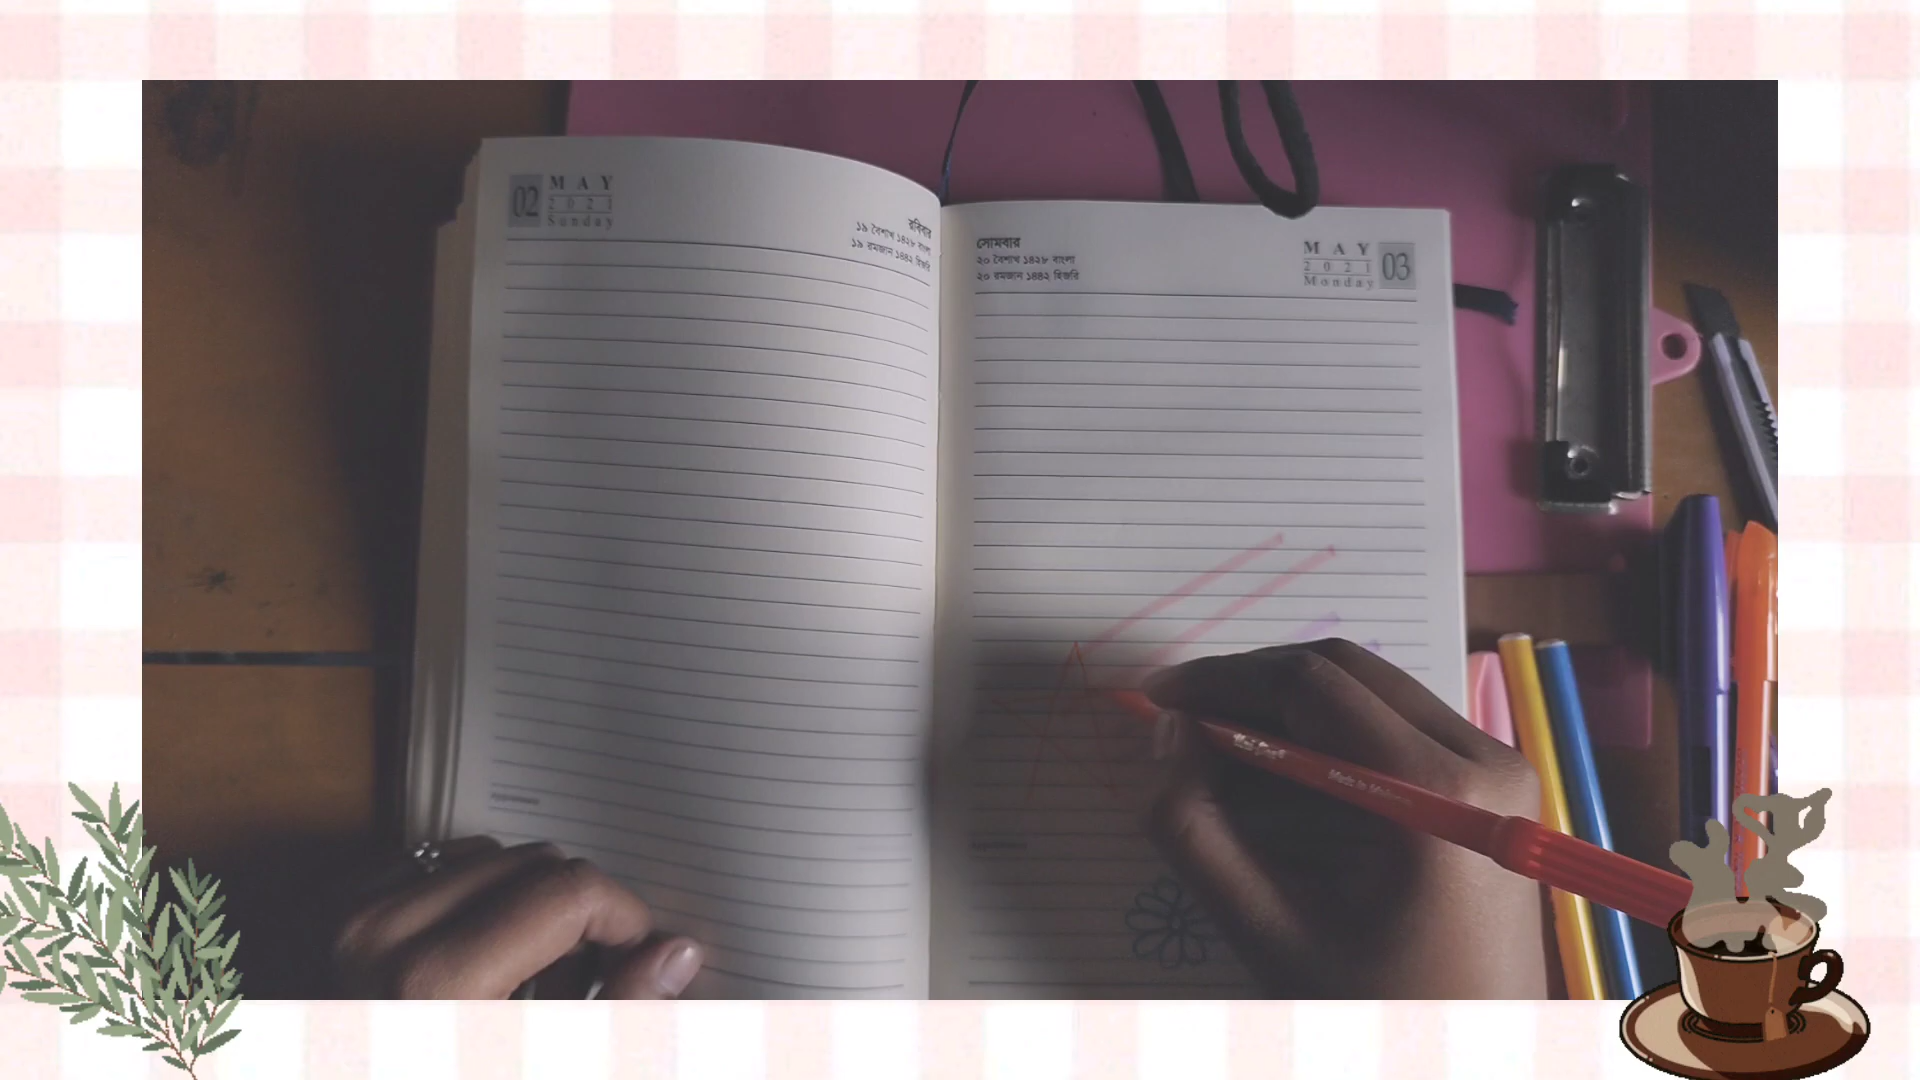 02
MAY
2021
Sunday
রবিবার
১৯ বৈশাখ ১৪২৮ বাংলা
১৯ রমজান ১৪৪২ হিজরি
সোমবার
২০ বৈশাখ ১৪২৮ বাংলা
২০ রমজান ১৪৪২ হিজরি
MAY
2021
Monday
03
Made in